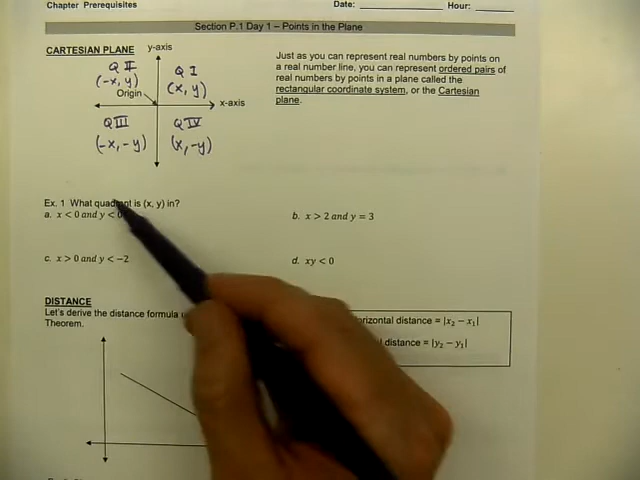 Chapter Prerequisites Date: Hour:
Section P.1 Day 1 – Points in the Plane
CARTESIAN PLANE
y-axis
Q II
(-x, y)
Q I
(x, y)
Origin
x-axis
Q III
(-x, -y)
Q IV
(x, -y)
Just as you can represent real numbers by points on
a real number line, you can represent ordered pairs of
real numbers by points in a plane called the
rectangular coordinate system, or the Cartesian
plane.
Ex. 1 What quadrant is (x, y) in?
a. x < 0 and y < 0
b. x > 2 and y = 3
c. x > 0 and y < −2
d. xy < 0
DISTANCE
Let's derive the distance formula
Theorem.
distance = |x₂ − x₁|
distance = |y₂ − y₁|